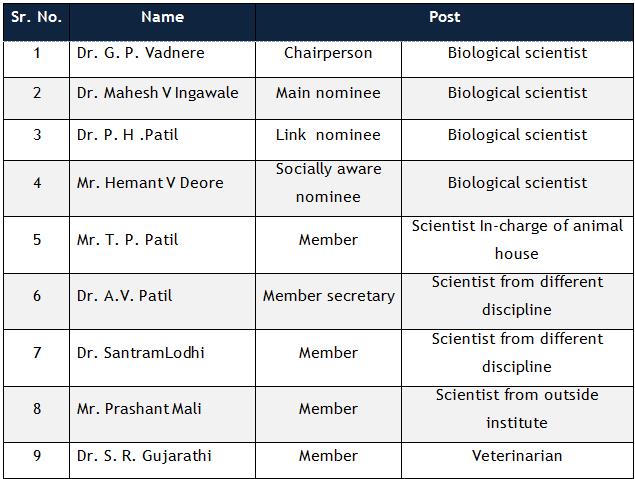 Sr. No. Name Post
1 Dr. G. P. Vadnere Chairperson Biological scientist
2 Dr. Mahesh V Ingawale Main nominee Biological scientist
3 Dr. P. H .Patil Link nominee Biological scientist
4 Mr. Hemant V Deore Socially aware
nominee Biological scientist
5 Mr. T. P. Patil Member Scientist In-charge of animal
house
6 Dr. A.V. Patil Member secretary Scientist from different
discipline
7 Dr. SantramLodhi Member Scientist from different
discipline
8 Mr. Prashant Mali Member Scientist from outside
institute
9 Dr. S. R. Gujarathi Member Veterinarian